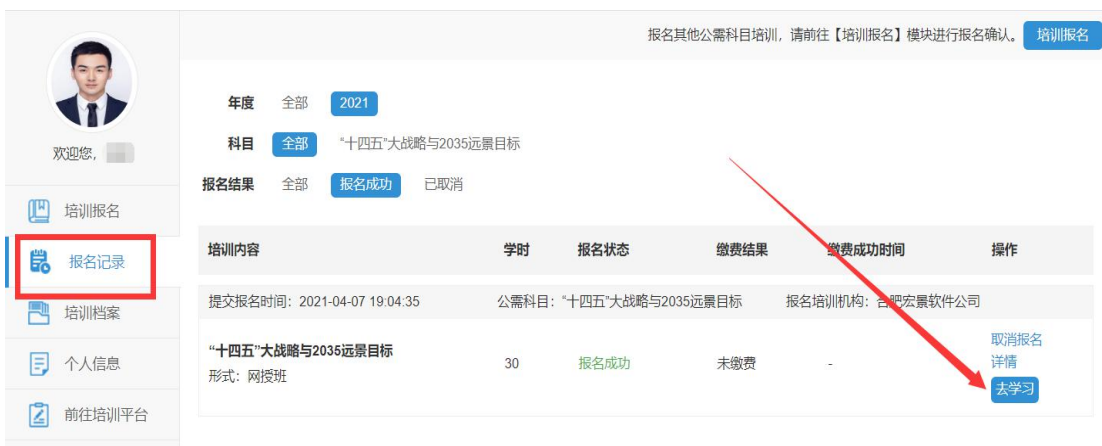 报名其他公需科目培训，请前往【培训报名】模块进行报名确认。 培训报名
欢迎您，
培训报名
报名记录
培训档案
个人信息
前往培训平台
年度 全部 2021
科目 全部 “十四五”大战略与2035远景目标
报名结果 全部 报名成功 已取消
培训内容 学时 报名状态 缴费结果 缴费成功时间 操作
提交报名时间：2021-04-07 19:04:35 公需科目：“十四五”大战略与2035远景目标 报名培训机构：合肥宏景软件公司
“十四五”大战略与2035远景目标
形式：网授班
30 报名成功 未缴费 -
取消报名
详情
去学习